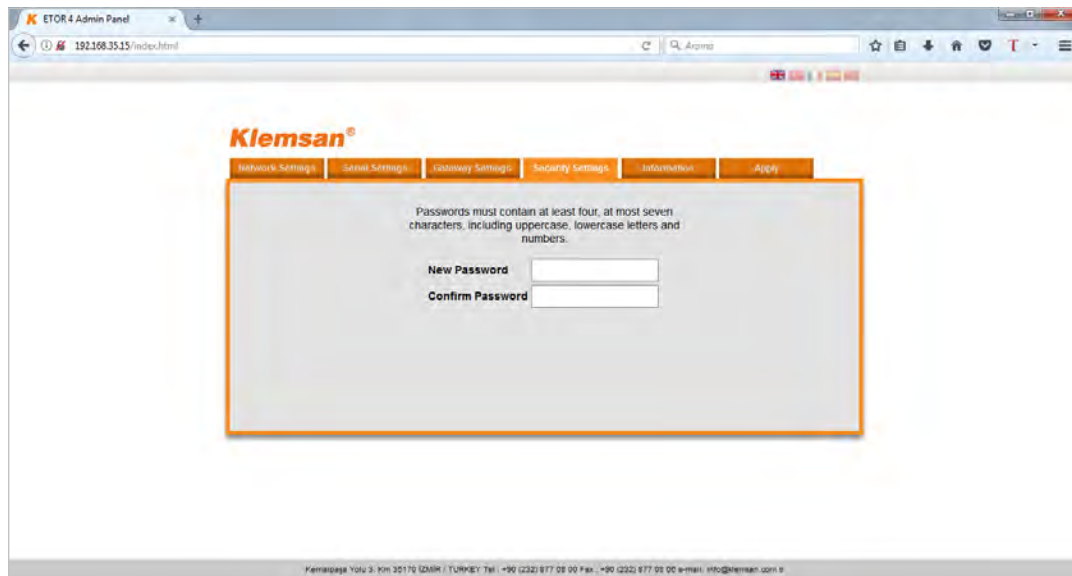 K ETOR 4 Admin Panel
192.168.35.15/index.html
Arama
Klemsan®
Network Settings Serial Settings Gateway Settings Security Settings Information Apply
Passwords must contain at least four, at most seven
characters, including uppercase, lowercase letters and
numbers.
New Password
Confirm Password
Kemalpaşa Yolu 3. Km 35170 İZMİR / TURKEY Tel : +90 (232) 877 08 00 Fax : +90 (232) 877 08 06 e-mail: info@klemsan.com.tr